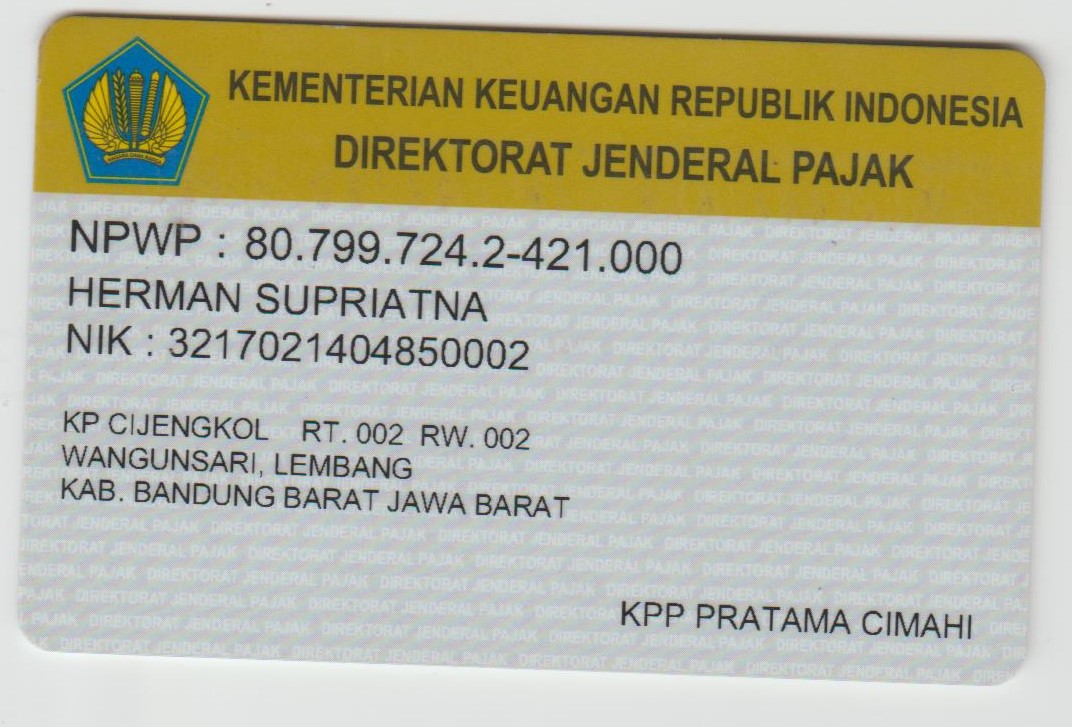 KEMENTERIAN KEUANGAN REPUBLIK INDONESIA
DIREKTORAT JENDERAL PAJAK
NPWP : 80.799.724.2-421.000
HERMAN SUPRIATNA
NIK : 3217021404850002
KP CIJENGKOL RT. 002 RW. 002
WANGUNSARI, LEMBANG
KAB. BANDUNG BARAT JAWA BARAT
KPP PRATAMA CIMAHI